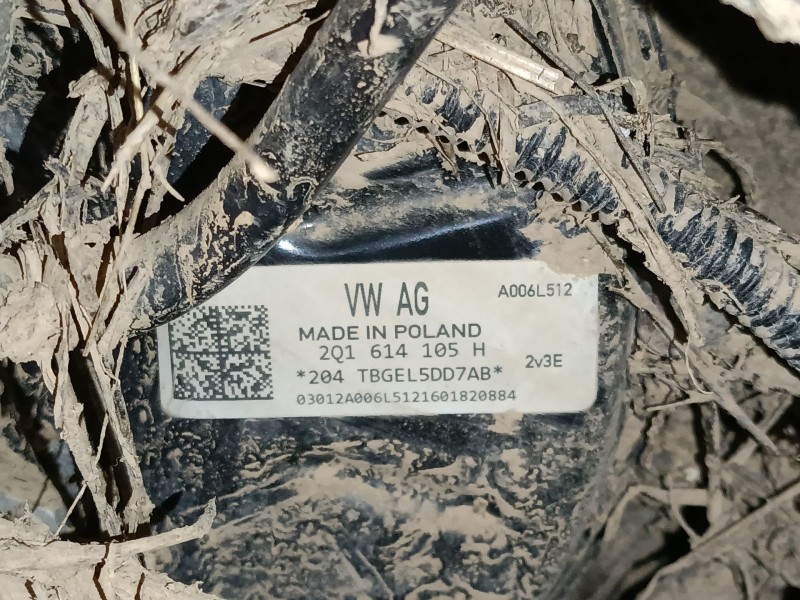 VW AG
A006L512
MADE IN POLAND
2Q1 614 105 H
*204 TBGEL5DD7AB*
2v3E
03012A006L5121601820884